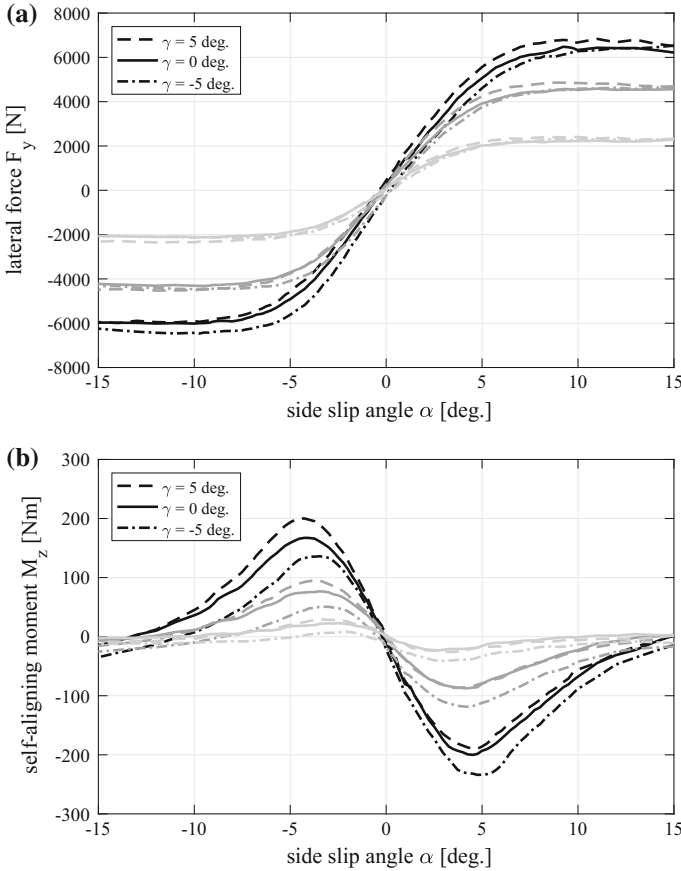 (a)
8000
6000
4000
2000
0
-2000
-4000
-6000
-8000
lateral force F_y [N]
γ = 5 deg.
γ = 0 deg.
γ = -5 deg.
-15 -10 -5 0 5 10 15
side slip angle α [deg.]
(b)
300
200
100
0
-100
-200
-300
self-aligning moment M_z [Nm]
γ = 5 deg.
γ = 0 deg.
γ = -5 deg.
-15 -10 -5 0 5 10 15
side slip angle α [deg.]